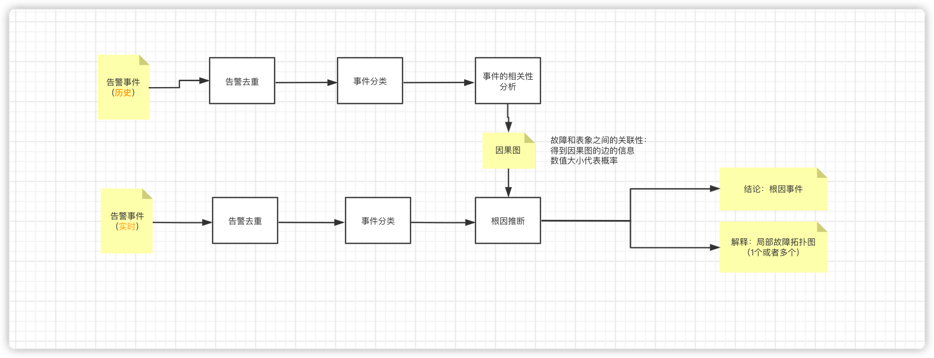 告警事件
(历史)
告警去重
事件分类
事件的相关性
分析
因果图
故障和表象之间的关联性：
得到因果图的边的信息
数值大小代表概率
告警事件
(实时)
告警去重
事件分类
根因推断
结论：根因事件
解释：局部故障拓扑图
(1个或者多个)